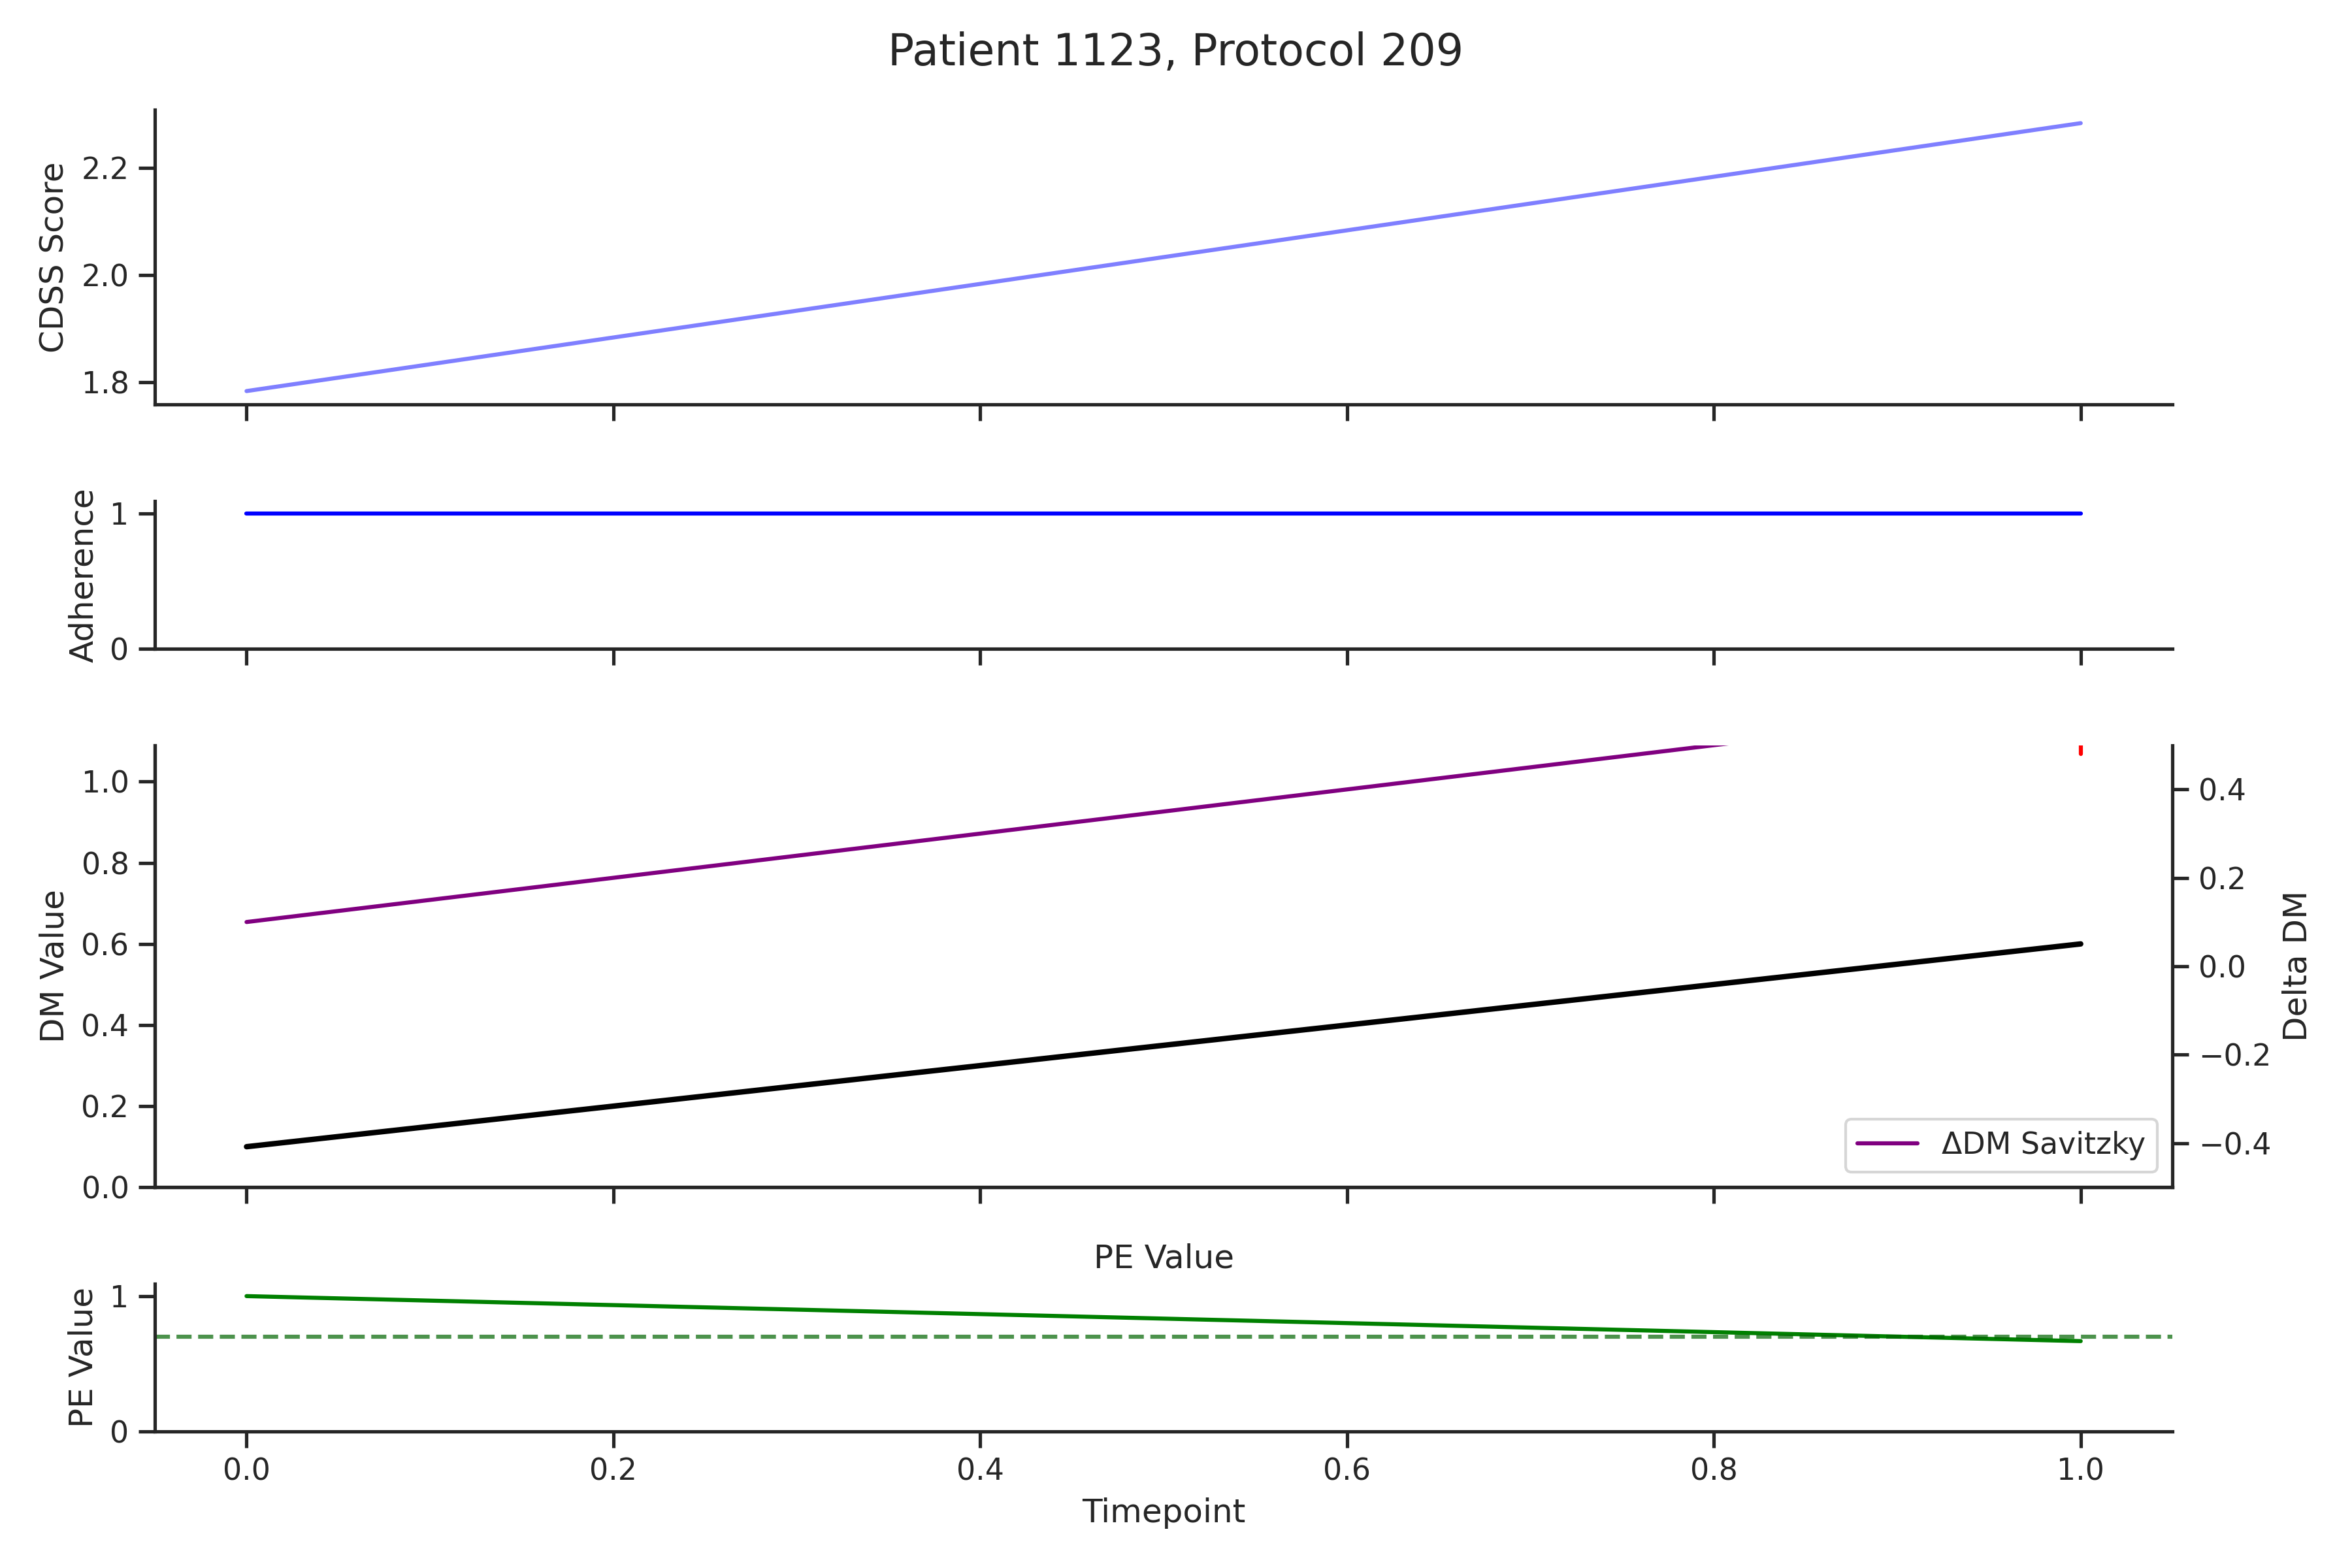 Patient 1123, Protocol 209
CDSS Score
2.2
2.0
1.8
Adherence
1
0
DM Value
1.0
0.8
0.6
0.4
0.2
0.0
0.4
0.2
0.0
−0.2
−0.4
Delta DM
ΔDM Savitzky
PE Value
PE Value
1
0
0.0 0.2 0.4 0.6 0.8 1.0
Timepoint